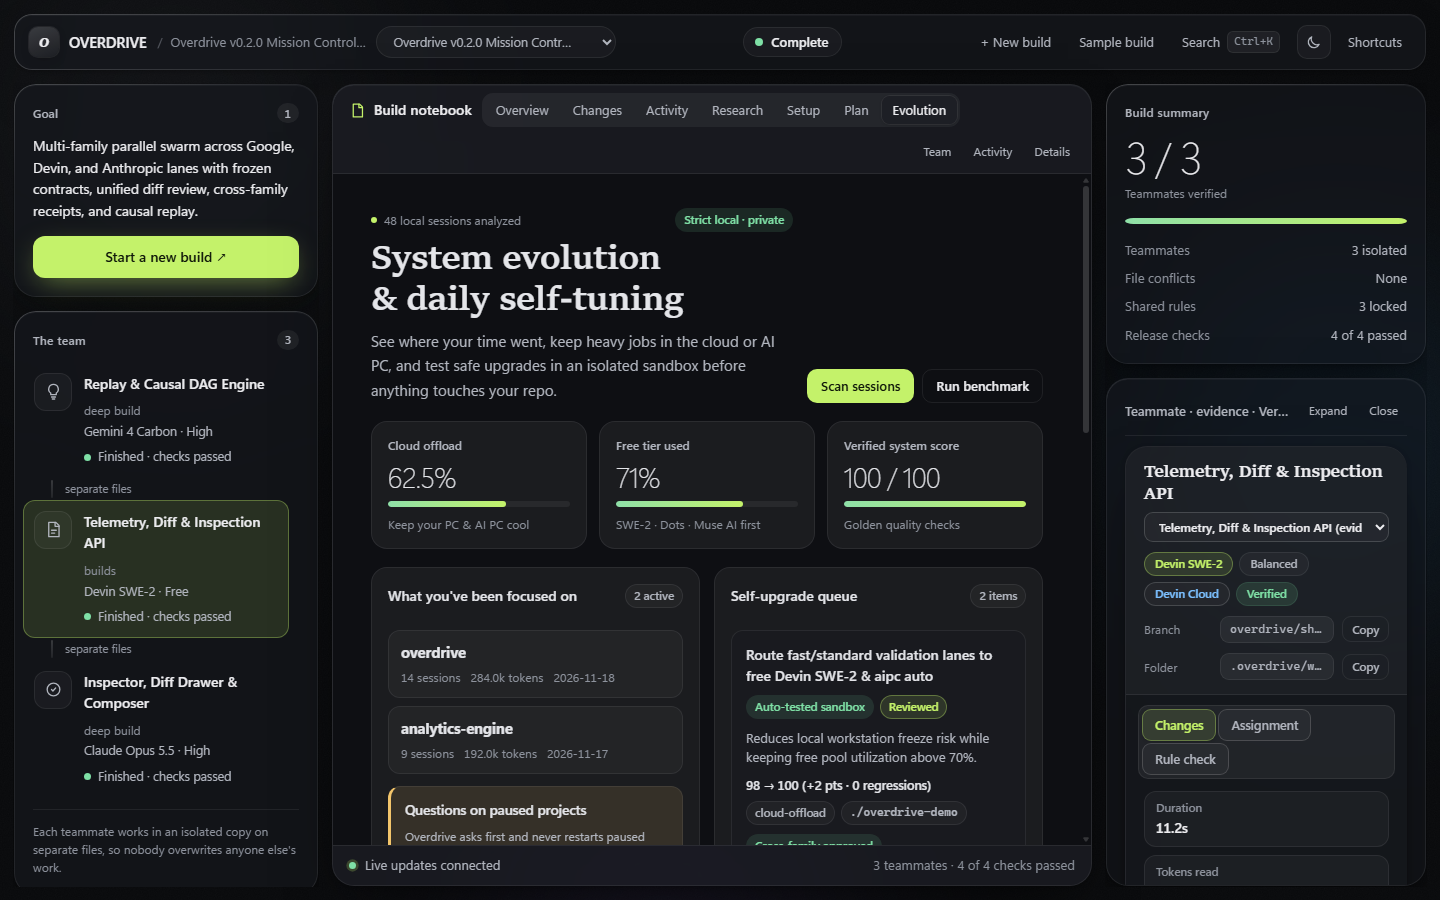 o OVERDRIVE / Overdrive v0.2.0 Mission Control... Overdrive v0.2.0 Mission Contr... Complete + New build Sample build Search Ctrl+K Shortcuts
Goal 1
Multi-family parallel swarm across Google,
Devin, and Anthropic lanes with frozen
contracts, unified diff review, cross-family
receipts, and causal replay.
Start a new build ↗
The team 3
Replay & Causal DAG Engine
deep build
Gemini 4 Carbon · High
Finished · checks passed
separate files
Telemetry, Diff & Inspection
API
builds
Devin SWE-2 · Free
Finished · checks passed
separate files
Inspector, Diff Drawer &
Composer
deep build
Claude Opus 5.5 · High
Finished · checks passed
Each teammate works in an isolated copy on
separate files, so nobody overwrites anyone else's
work.
Build notebook Overview Changes Activity Research Setup Plan Evolution
Team Activity Details
48 local sessions analyzed Strict local · private
System evolution
& daily self-tuning
See where your time went, keep heavy jobs in the cloud or AI
PC, and test safe upgrades in an isolated sandbox before
anything touches your repo.
Scan sessions Run benchmark
Cloud offload
62.5%
Keep your PC & AI PC cool
Free tier used
71%
SWE-2 · Dots · Muse AI first
Verified system score
100 / 100
Golden quality checks
What you've been focused on 2 active
overdrive
14 sessions 284.0k tokens 2026-11-18
analytics-engine
9 sessions 192.0k tokens 2026-11-17
Questions on paused projects
Overdrive asks first and never restarts paused
Self-upgrade queue 2 items
Route fast/standard validation lanes to
free Devin SWE-2 & aipc auto
Auto-tested sandbox Reviewed
Reduces local workstation freeze risk while
keeping free pool utilization above 70%.
98 → 100 (+2 pts · 0 regressions)
cloud-offload ./overdrive-demo
Cross-family approved
Live updates connected 3 teammates · 4 of 4 checks passed
Build summary
3 / 3
Teammates verified
Teammates 3 isolated
File conflicts None
Shared rules 3 locked
Release checks 4 of 4 passed
Teammate · evidence · Ver... Expand Close
Telemetry, Diff & Inspection
API
Telemetry, Diff & Inspection API (evid
Devin SWE-2 Balanced
Devin Cloud Verified
Branch overdrive/sh… Copy
Folder .overdrive/w… Copy
Changes Assignment
Rule check
Duration
11.2s
Tokens read